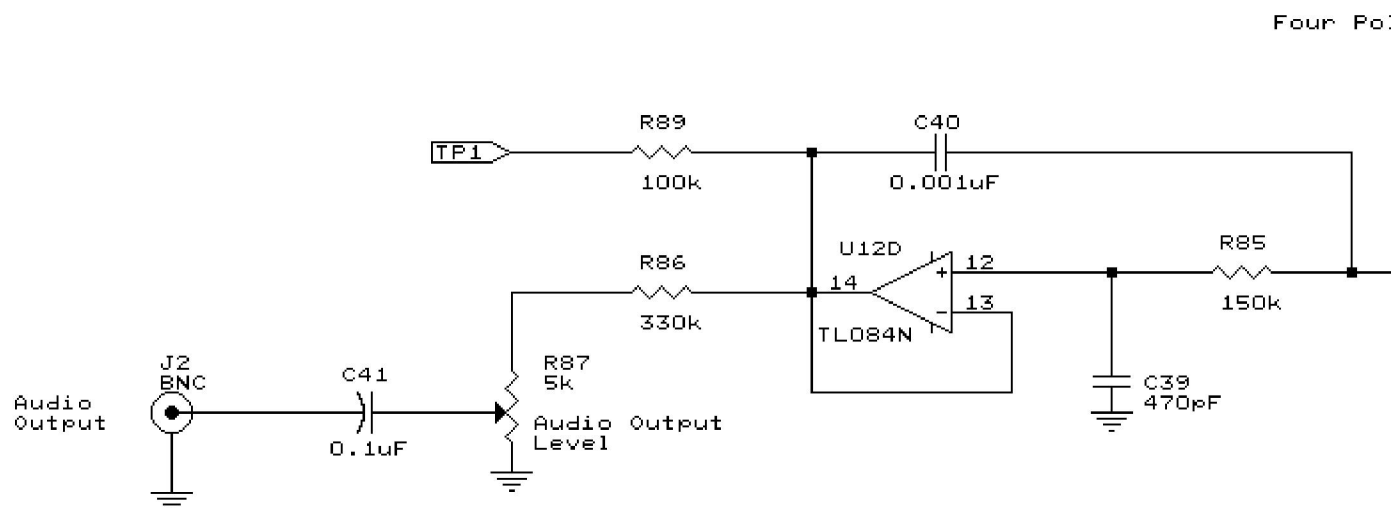 Four Pol
R89
C40
TP1
100k
0.001uF
R85
U12D
12
R86
+
14
13
150k
-
330k
TL084N
J2
BNC
R87
5k
C41
C39
470pF
Audio
Output
Audio Output
Level
0.1uF